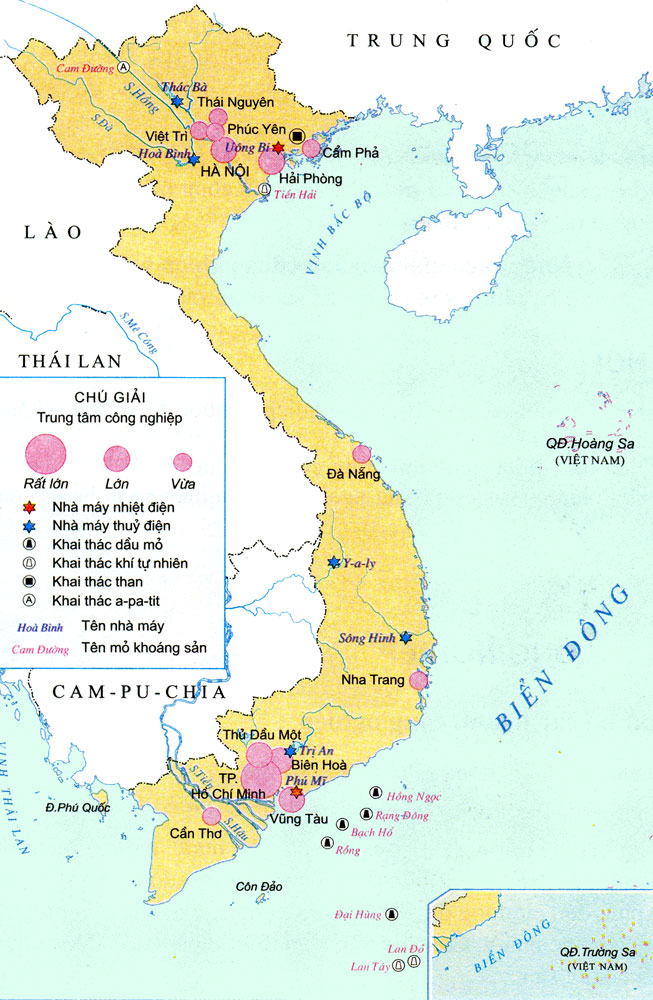 TRUNG QUỐC
Cam Đường
A
S.Hồng
Thác Bà
Thái Nguyên
S.Đà
Việt Trì
Phúc Yên
Uông Bí
Hoà Bình
Cẩm Phả
HÀ NỘI
Hải Phòng
Tiền Hải
LÀO
VỊNH BẮC BỘ
S.Mê Công
THÁI LAN
CHÚ GIẢI
Trung tâm công nghiệp
Rất lớn
Lớn
Vừa
Nhà máy nhiệt điện
Nhà máy thuỷ điện
Khai thác dầu mỏ
Khai thác khí tự nhiên
Khai thác than
A
Khai thác a-pa-tit
Hoà Bình
Tên nhà máy
Cam Đường
Tên mỏ khoáng sản
QĐ.Hoàng Sa
(VIỆT NAM)
Đà Nẵng
Y-a-ly
Sông Hinh
BIỂN ĐÔNG
Nha Trang
CAM-PU-CHIA
Thủ Dầu Một
Trị An
Biên Hoà
TP.
Hồ Chí Minh
Phú Mĩ
S.Tiền
VỊNH THÁI LAN
Đ.Phú Quốc
Vũng Tàu
Cần Thơ
S.Hậu
Hồng Ngọc
Rạng Đông
Bạch Hổ
Rồng
Côn Đảo
Đại Hùng
Lan Đỏ
Lan Tây
BIỂN ĐÔNG
QĐ.Trường Sa
(VIỆT NAM)